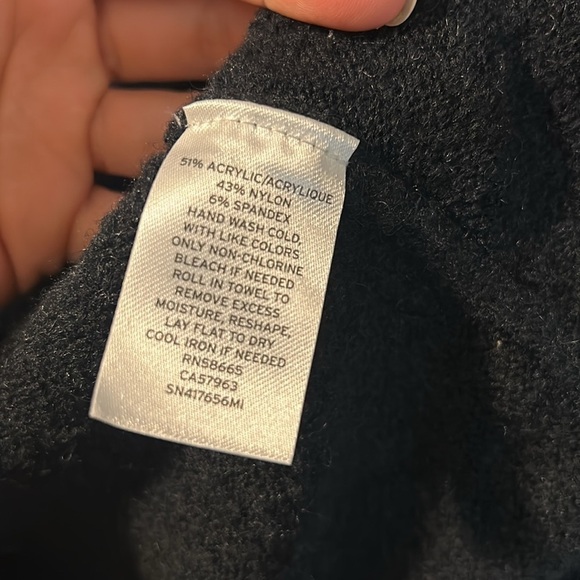 51% ACRYLIC/ACRYLIQUE
43% NYLON
6% SPANDEX
HAND WASH COLD,
WITH LIKE COLORS
ONLY NON-CHLORINE
BLEACH IF NEEDED
ROLL IN TOWEL TO
REMOVE EXCESS
MOISTURE, RESHAPE,
LAY FLAT TO DRY
COOL IRON IF NEEDED
RN58665
CA57963
SN417656MI